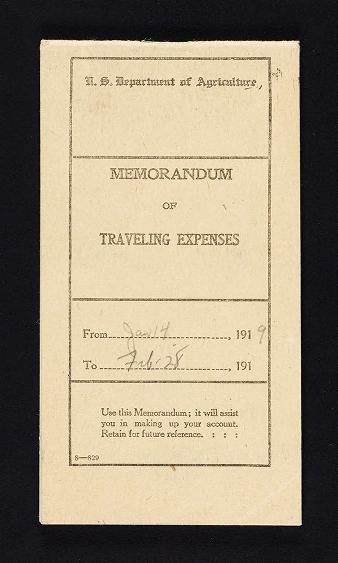 U. S. Department of Agriculture,
MEMORANDUM
OF
TRAVELING EXPENSES
From Jan 14, 1919
To Feb. 28, 191
Use this Memorandum; it will assist
you in making up your account.
Retain for future reference. : : :
8—829